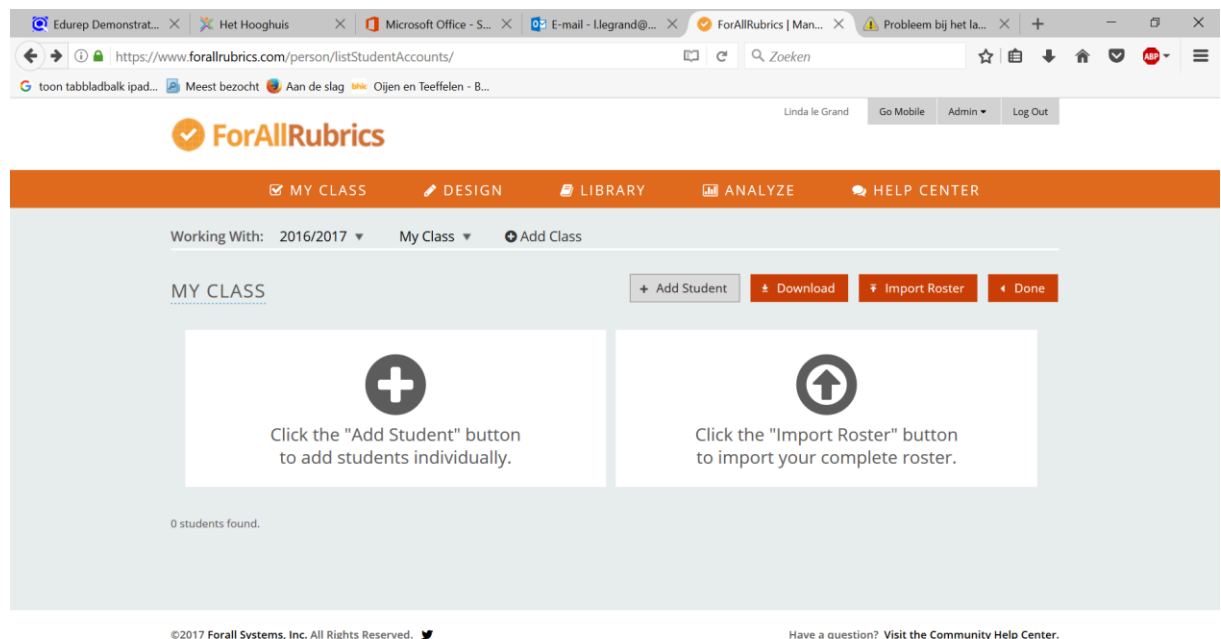 Edurep Demonstrat... Het Hooghuis Microsoft Office - S... E-mail - l.legrand@... ForAllRubrics | Man... Probleem bij het la...
https://www.forallrubrics.com/person/listStudentAccounts/ Zoeken ABP
G toon tabbladbalk ipad... Meest bezocht Aan de slag bhic Oijen en Teeffelen - B...
Linda le Grand Go Mobile Admin Log Out
ForAllRubrics
MY CLASS DESIGN LIBRARY ANALYZE HELP CENTER
Working With: 2016/2017 My Class Add Class
MY CLASS + Add Student Download Import Roster Done
Click the "Add Student" button
to add students individually.
Click the "Import Roster" button
to import your complete roster.
0 students found.
©2017 Forall Systems, Inc. All Rights Reserved. Have a question? Visit the Community Help Center.